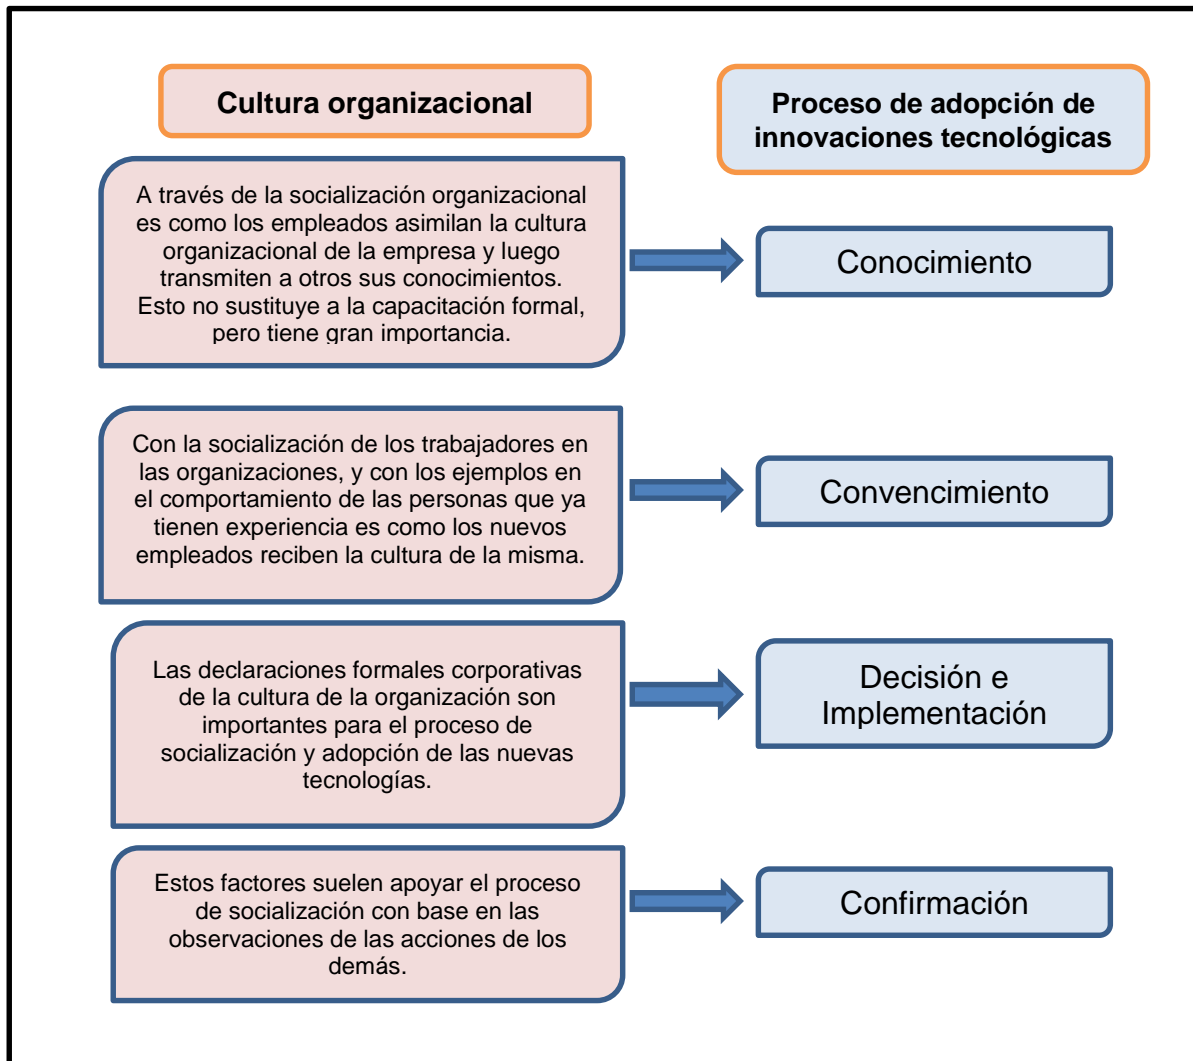 Cultura organizacional
Proceso de adopción de
innovaciones tecnológicas
A través de la socialización organizacional
es como los empleados asimilan la cultura
organizacional de la empresa y luego
transmiten a otros sus conocimientos.
Esto no sustituye a la capacitación formal,
pero tiene gran importancia.
Conocimiento
Con la socialización de los trabajadores en
las organizaciones, y con los ejemplos en
el comportamiento de las personas que ya
tienen experiencia es como los nuevos
empleados reciben la cultura de la misma.
Convencimiento
Las declaraciones formales corporativas
de la cultura de la organización son
importantes para el proceso de
socialización y adopción de las nuevas
tecnologías.
Decisión e
Implementación
Estos factores suelen apoyar el proceso
de socialización con base en las
observaciones de las acciones de los
demás.
Confirmación